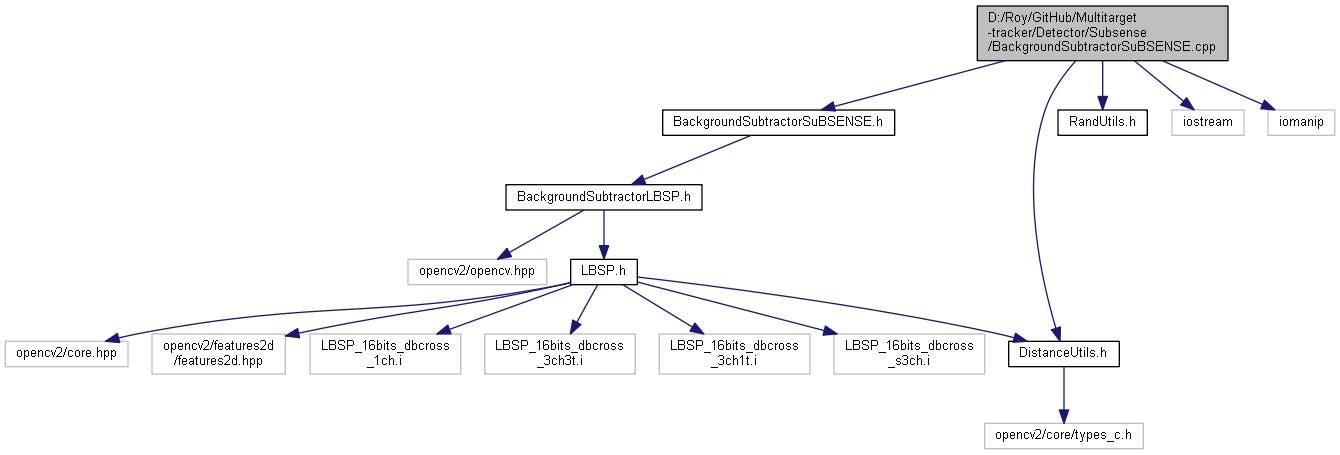 D:/Roy/GitHub/Multitarget
-tracker/Detector/Subsense
/BackgroundSubtractorSuBSENSE.cpp
BackgroundSubtractorSuBSENSE.h
RandUtils.h
iostream
iomanip
BackgroundSubtractorLBSP.h
opencv2/opencv.hpp
LBSP.h
opencv2/core.hpp
opencv2/features2d
/features2d.hpp
LBSP_16bits_dbcross
_1ch.i
LBSP_16bits_dbcross
_3ch3t.i
LBSP_16bits_dbcross
_3ch1t.i
LBSP_16bits_dbcross
_s3ch.i
DistanceUtils.h
opencv2/core/types_c.h